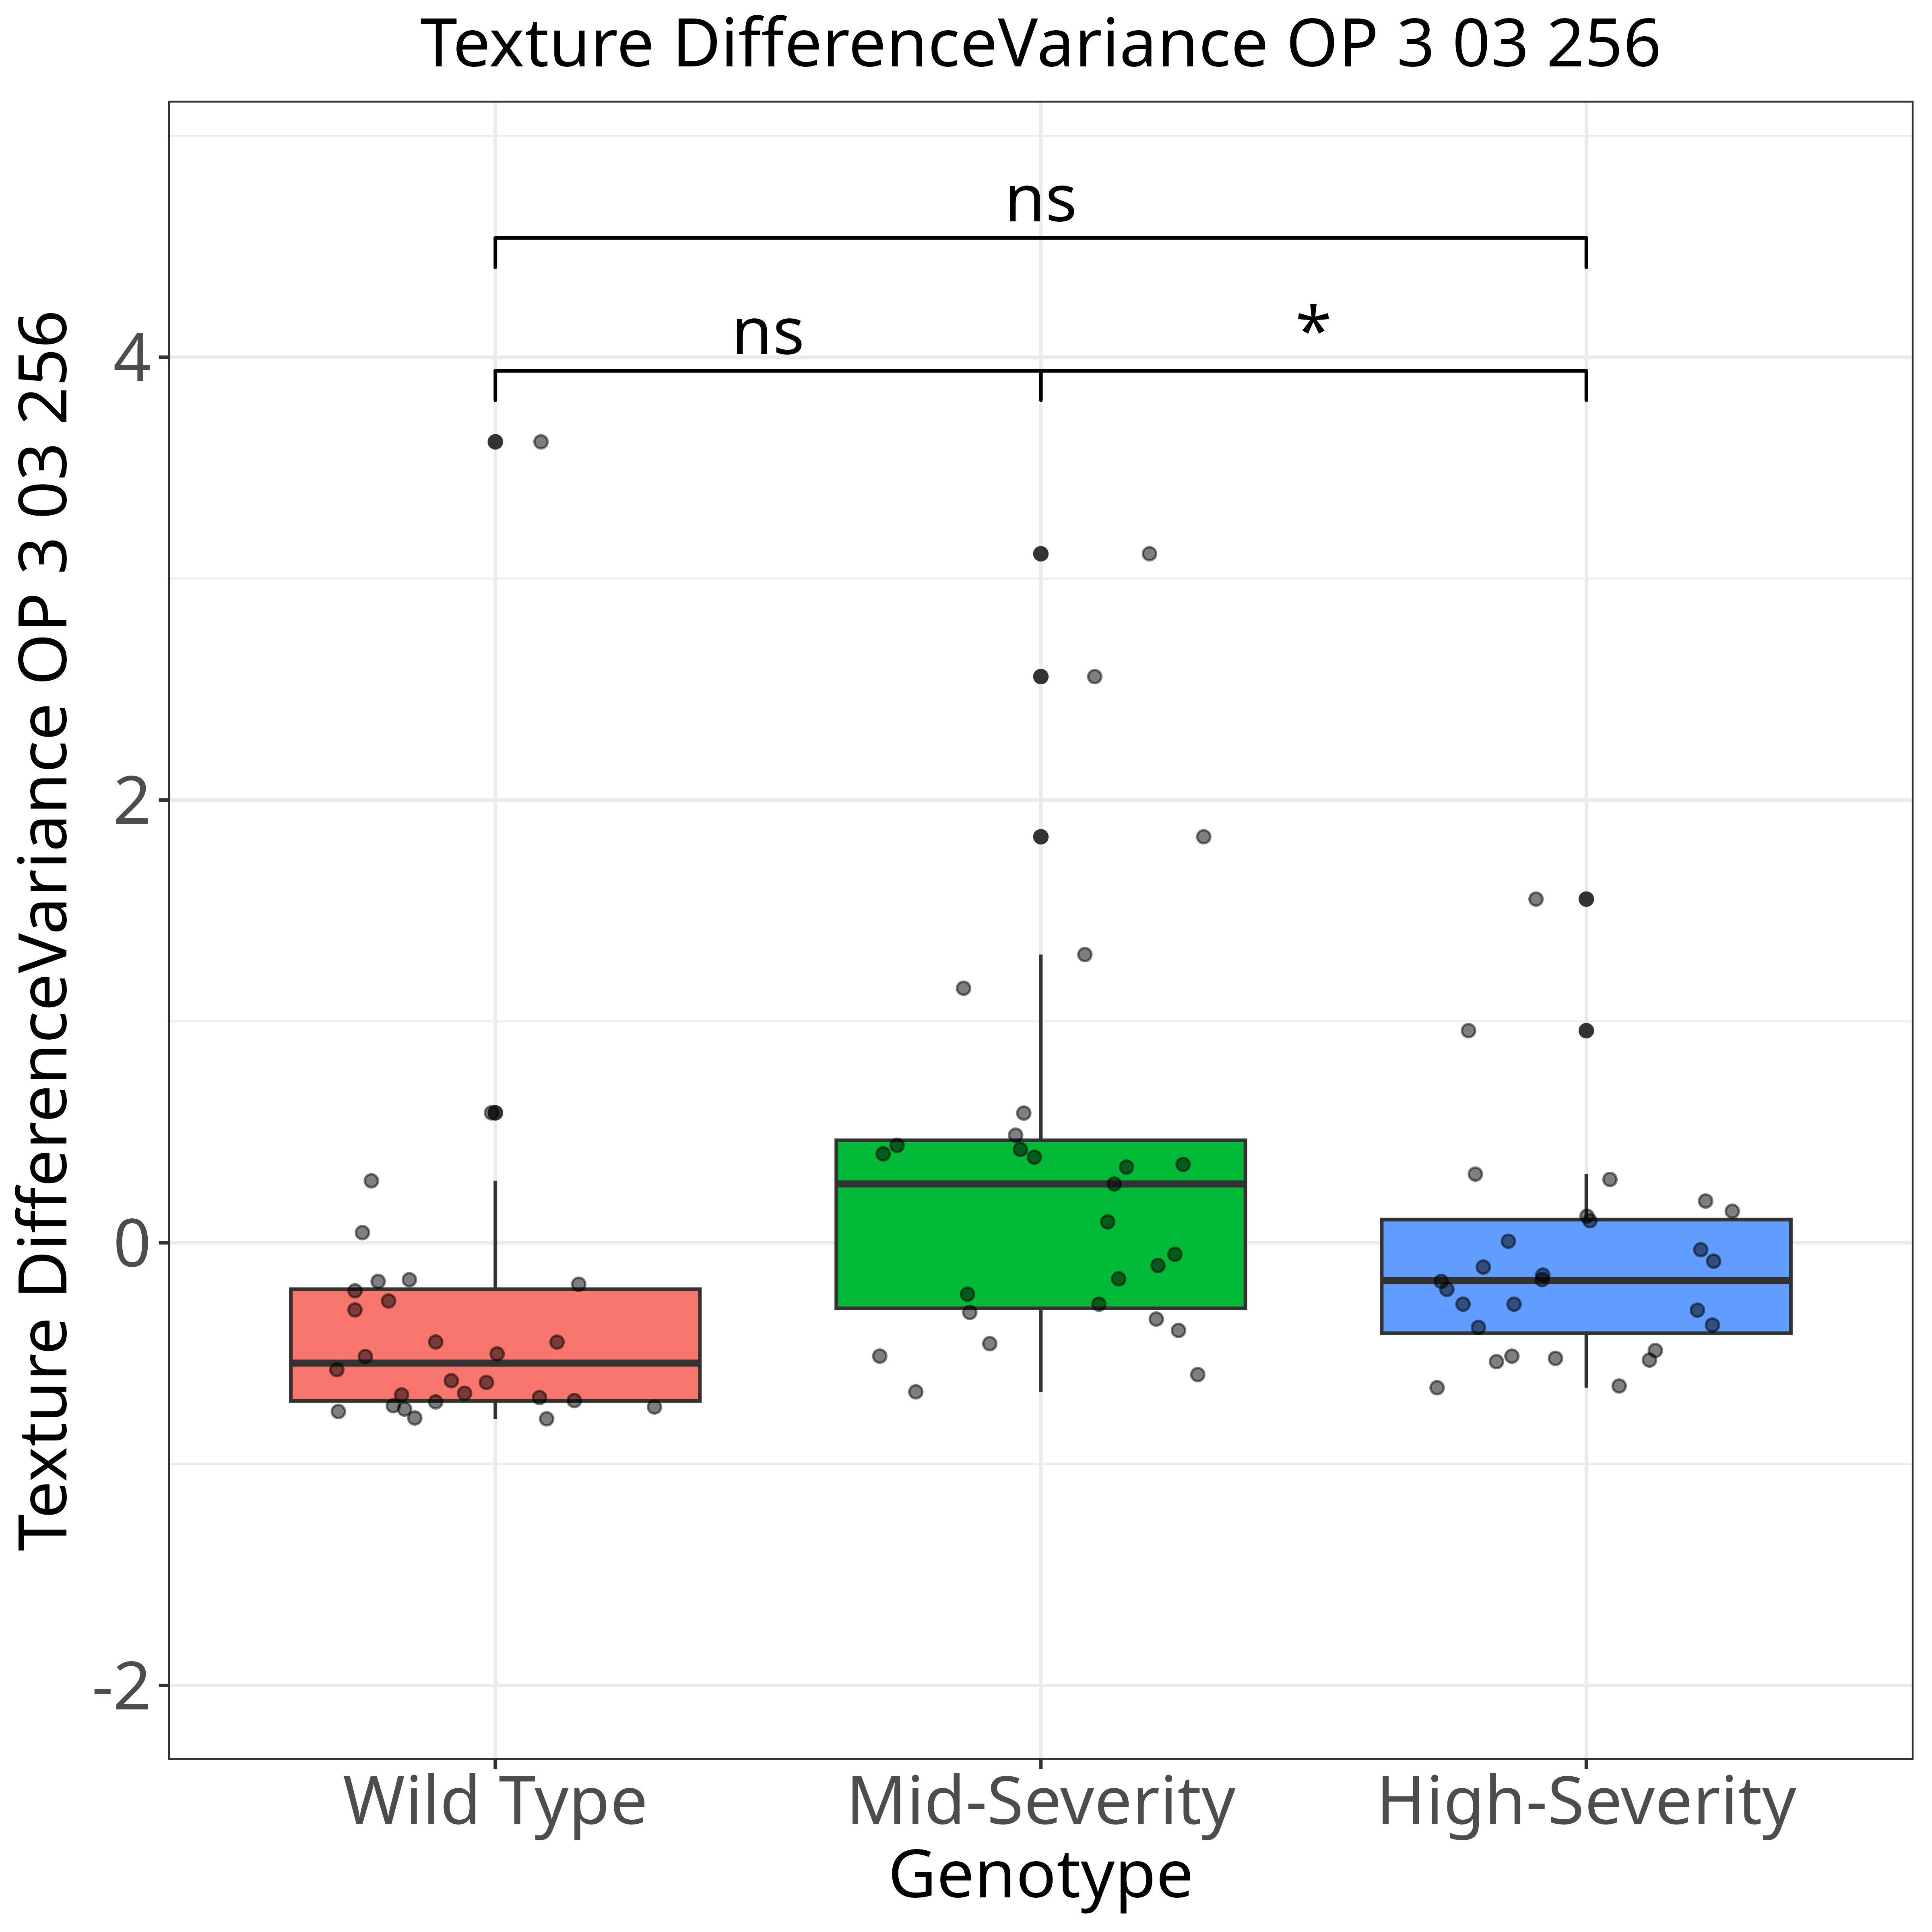 Texture DifferenceVariance OP 3 03 256
Texture DifferenceVariance OP 3 03 256
ns
ns
*
4
2
0
-2
Wild Type
Mid-Severity
High-Severity
Genotype